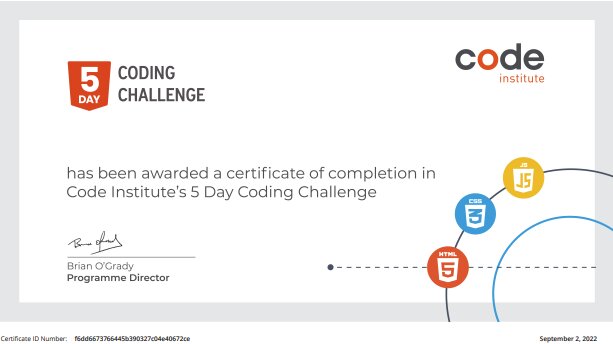 5
DAY
CODING
CHALLENGE
code
institute
has been awarded a certificate of completion in
Code Institute's 5 Day Coding Challenge
JS
JS
CSS
3
HTML
5
Brian O'Grady
Programme Director
Certificate ID Number: f6dd6673766445b390327c04e40672ce
September 2, 2022